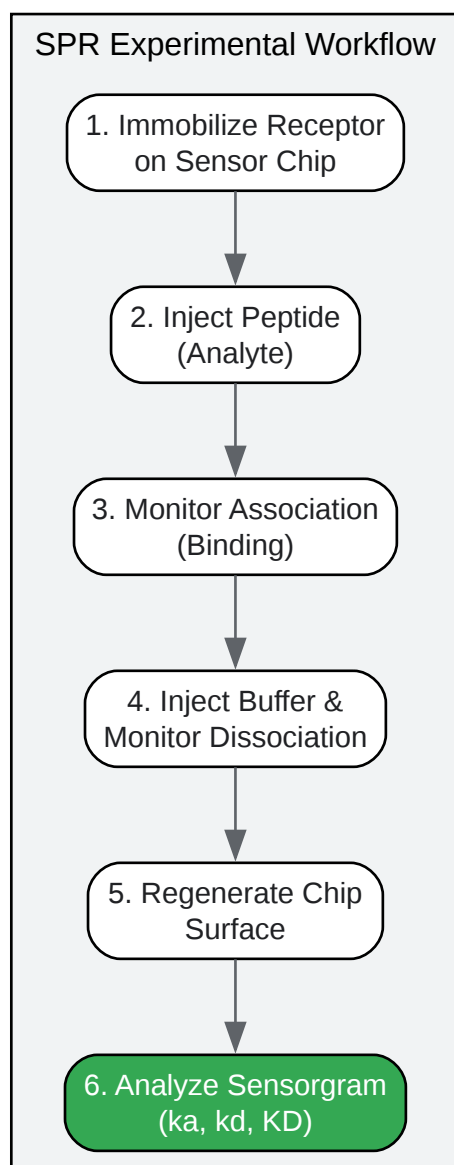 SPR Experimental Workflow
1. Immobilize Receptor
on Sensor Chip
2. Inject Peptide
(Analyte)
3. Monitor Association
(Binding)
4. Inject Buffer &
Monitor Dissociation
5. Regenerate Chip
Surface
6. Analyze Sensorgram
(ka, kd, KD)